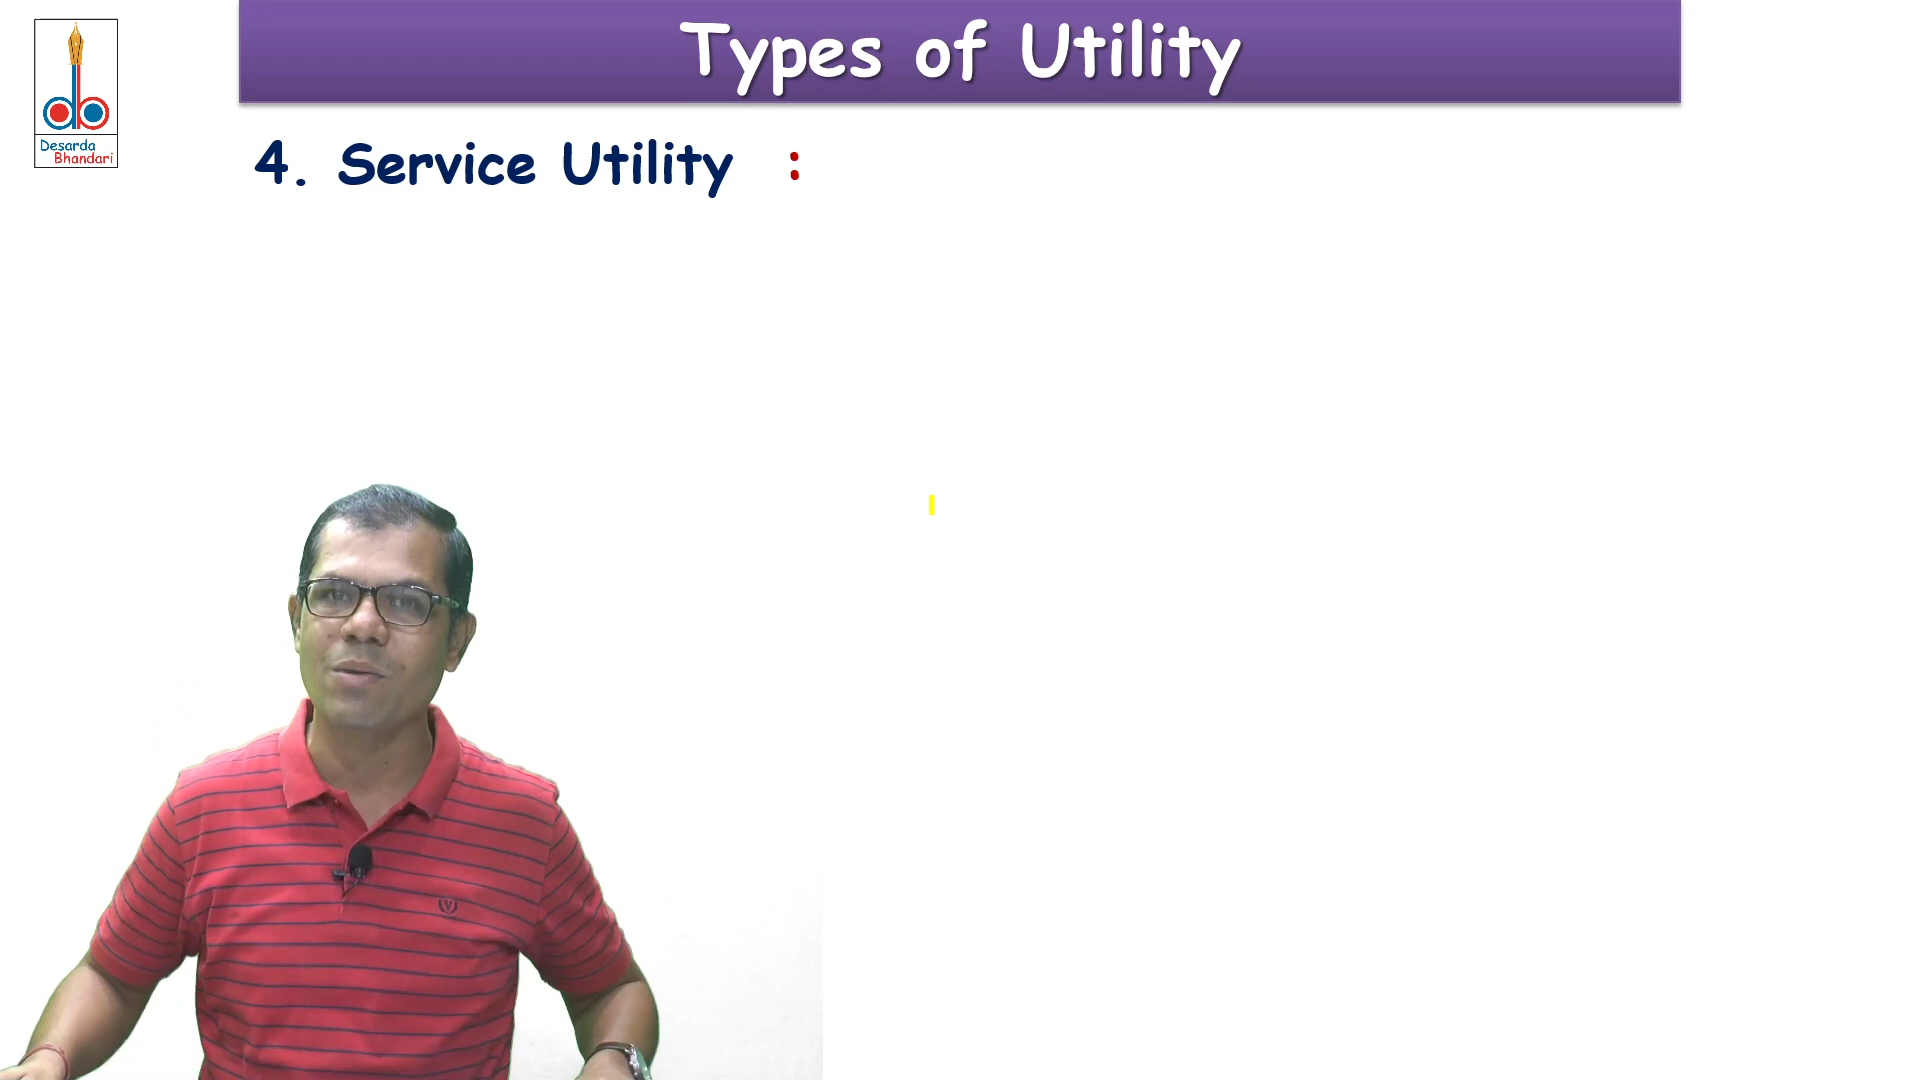 Types of Utility
Desarda
Bhandari
4. Service Utility :